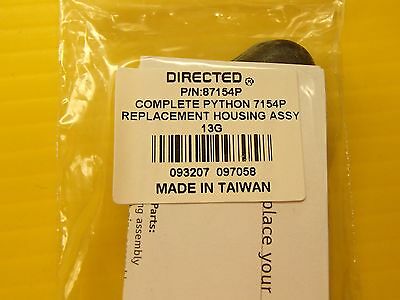 DIRECTED®
P/N:87154P
COMPLETE PYTHON 7154P
REPLACEMENT HOUSING ASSY
13G
093207 097058
MADE IN TAIWAN
Parts:
assembly
place your